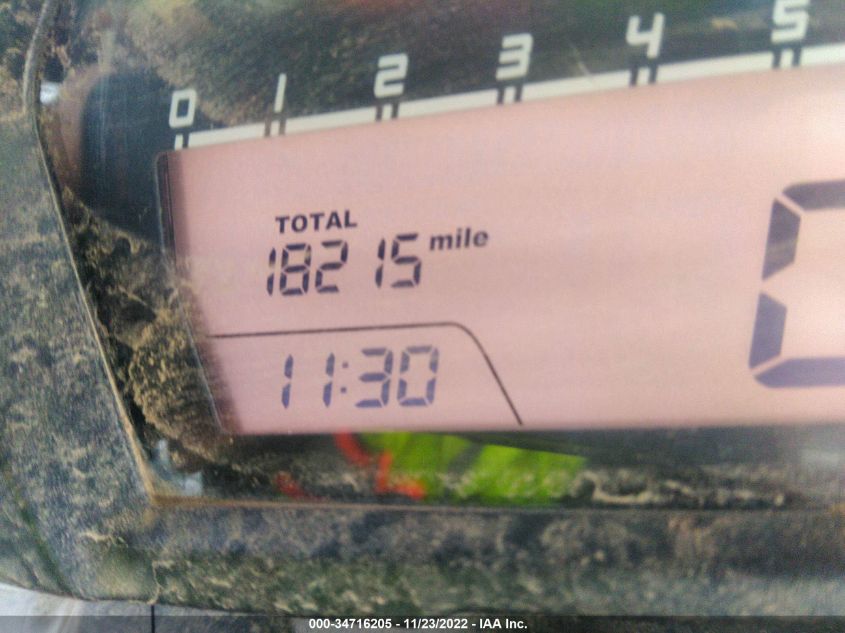 0 1 2 3 4 5
TOTAL
18215 mile
11:30
000-34716205 - 11/23/2022 - IAA Inc.